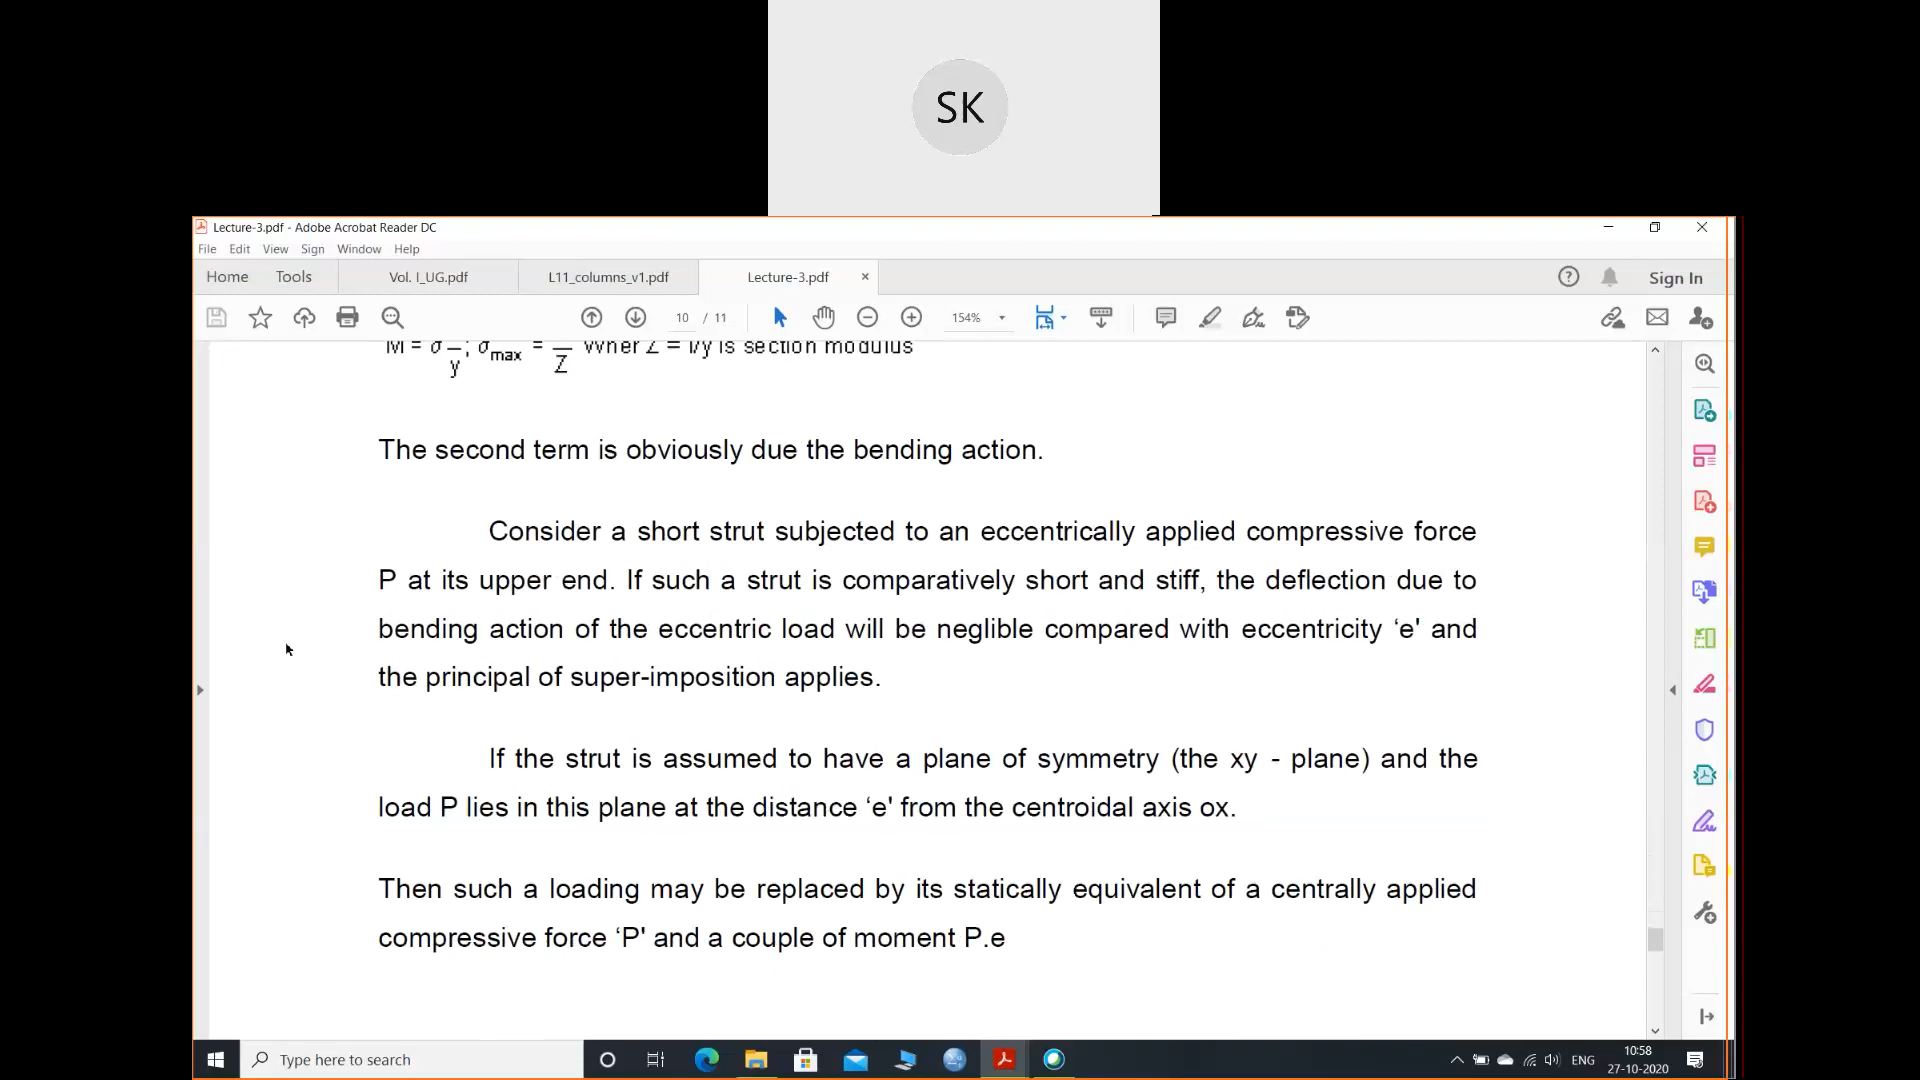 SK
Lecture-3.pdf - Adobe Acrobat Reader DC
File Edit View Sign Window Help
Home Tools Vol. I_UG.pdf L11_columns_v1.pdf Lecture-3.pdf × Sign In
10 / 11 154%
M = σ y ; σmax = Z Wher Z = I/y is section modulus
The second term is obviously due the bending action.
Consider a short strut subjected to an eccentrically applied compressive force
P at its upper end. If such a strut is comparatively short and stiff, the deflection due to
bending action of the eccentric load will be neglible compared with eccentricity ‘e' and
the principal of super-imposition applies.
If the strut is assumed to have a plane of symmetry (the xy - plane) and the
load P lies in this plane at the distance ‘e' from the centroidal axis ox.
Then such a loading may be replaced by its statically equivalent of a centrally applied
compressive force ‘P' and a couple of moment P.e
Type here to search ENG 10:58
27-10-2020